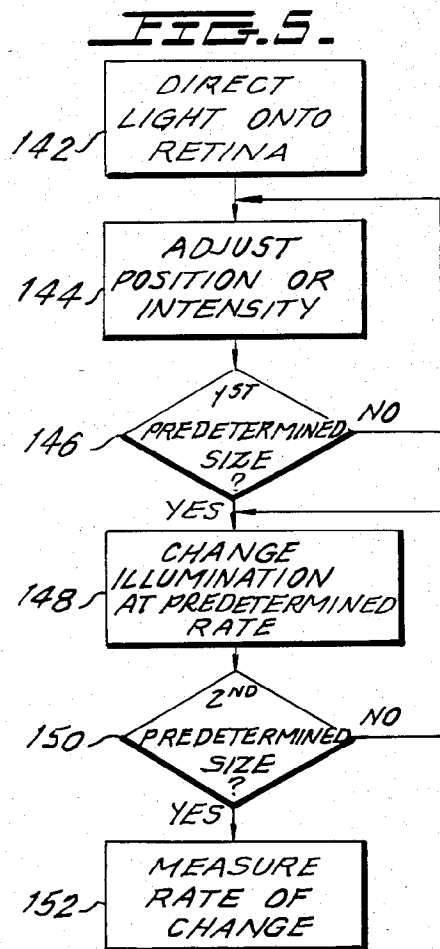 FIG. 5.
DIRECT
LIGHT ONTO
RETINA
142
ADJUST
POSITION OR
INTENSITY
144
1ST
PREDETERMINED
SIZE
?
146
NO
YES
CHANGE
ILLUMINATION
AT PREDETERMINED
RATE
148
2ND
PREDETERMINED
SIZE
?
150
NO
YES
MEASURE
RATE OF
CHANGE
152